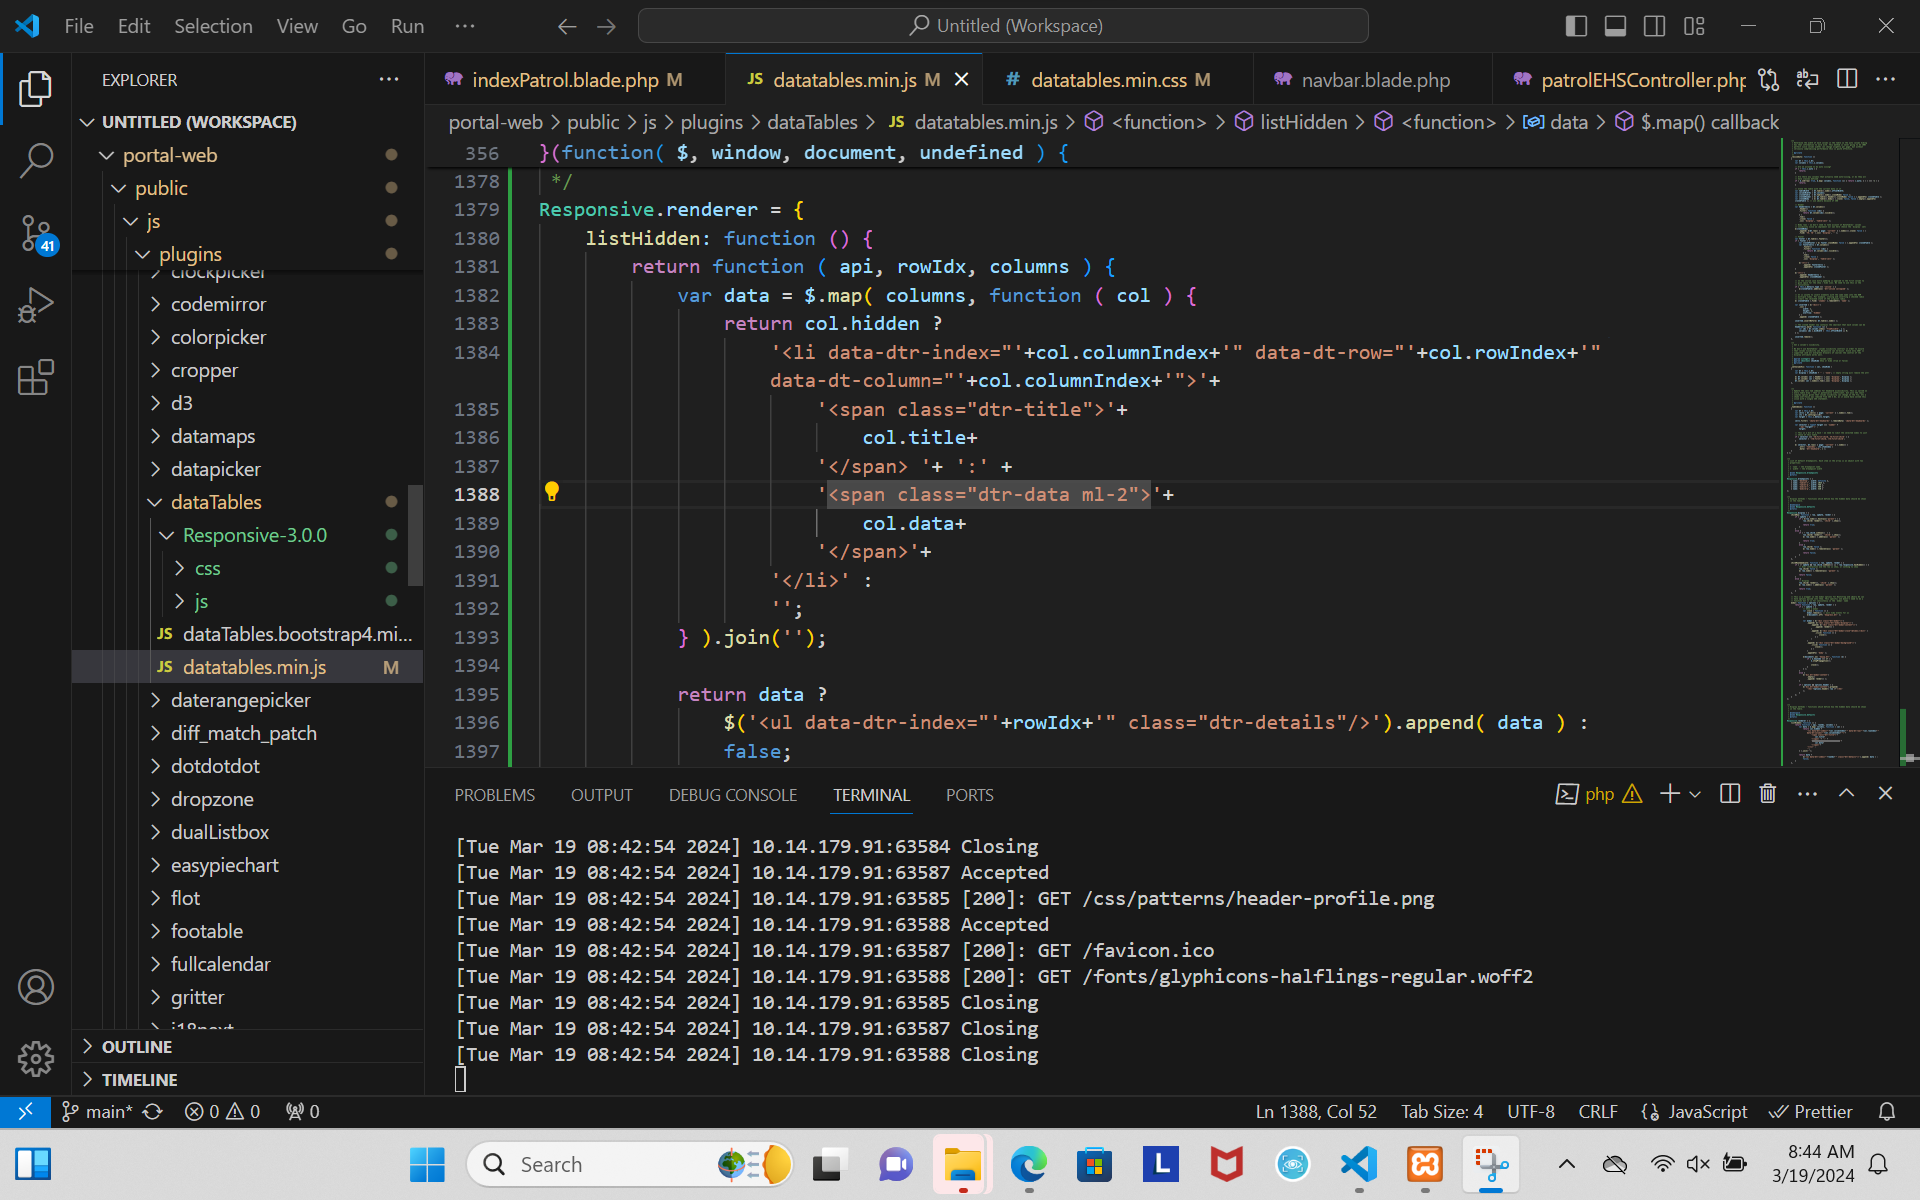 File Edit Selection View Go Run ···
Untitled (Workspace)
EXPLORER
UNTITLED (WORKSPACE)
portal-web
public
js
plugins
clockpicker
codemirror
colorpicker
cropper
d3
datamaps
datapicker
dataTables
Responsive-3.0.0
css
js
JS dataTables.bootstrap4.mi...
JS datatables.min.js M
daterangepicker
diff_match_patch
dotdotdot
dropzone
dualListbox
easypiechart
flot
footable
fullcalendar
gritter
i18next
OUTLINE
TIMELINE
41
indexPatrol.blade.php M
JS datatables.min.js M
# datatables.min.css M
navbar.blade.php
patrolEHSController.php
portal-web > public > js > plugins > dataTables > JS datatables.min.js > <function> > listHidden > <function> > data > $.map() callback
356 }(function( $, window, document, undefined ) {
1378 */
1379 Responsive.renderer = {
1380 listHidden: function () {
1381 return function ( api, rowIdx, columns ) {
1382 var data = $.map( columns, function ( col ) {
1383 return col.hidden ?
1384 '<li data-dtr-index="'+col.columnIndex+'" data-dt-row="'+col.rowIndex+'"
data-dt-column="'+col.columnIndex+'">'+
1385 '<span class="dtr-title">'+
1386 col.title+
1387 '</span> '+ ':' +
1388 '<span class="dtr-data ml-2">'+
1389 col.data+
1390 '</span>'+
1391 '</li>' :
1392 '';
1393 } ).join('');
1394
1395 return data ?
1396 $('<ul data-dtr-index="'+rowIdx+'" class="dtr-details"/>').append( data ) :
1397 false;
PROBLEMS OUTPUT DEBUG CONSOLE TERMINAL PORTS
php
[Tue Mar 19 08:42:54 2024] 10.14.179.91:63584 Closing
[Tue Mar 19 08:42:54 2024] 10.14.179.91:63587 Accepted
[Tue Mar 19 08:42:54 2024] 10.14.179.91:63585 [200]: GET /css/patterns/header-profile.png
[Tue Mar 19 08:42:54 2024] 10.14.179.91:63588 Accepted
[Tue Mar 19 08:42:54 2024] 10.14.179.91:63587 [200]: GET /favicon.ico
[Tue Mar 19 08:42:54 2024] 10.14.179.91:63588 [200]: GET /fonts/glyphicons-halflings-regular.woff2
[Tue Mar 19 08:42:54 2024] 10.14.179.91:63585 Closing
[Tue Mar 19 08:42:54 2024] 10.14.179.91:63587 Closing
[Tue Mar 19 08:42:54 2024] 10.14.179.91:63588 Closing
main* 0 0 0
Ln 1388, Col 52 Tab Size: 4 UTF-8 CRLF JavaScript Prettier
Search
L
8:44 AM
3/19/2024